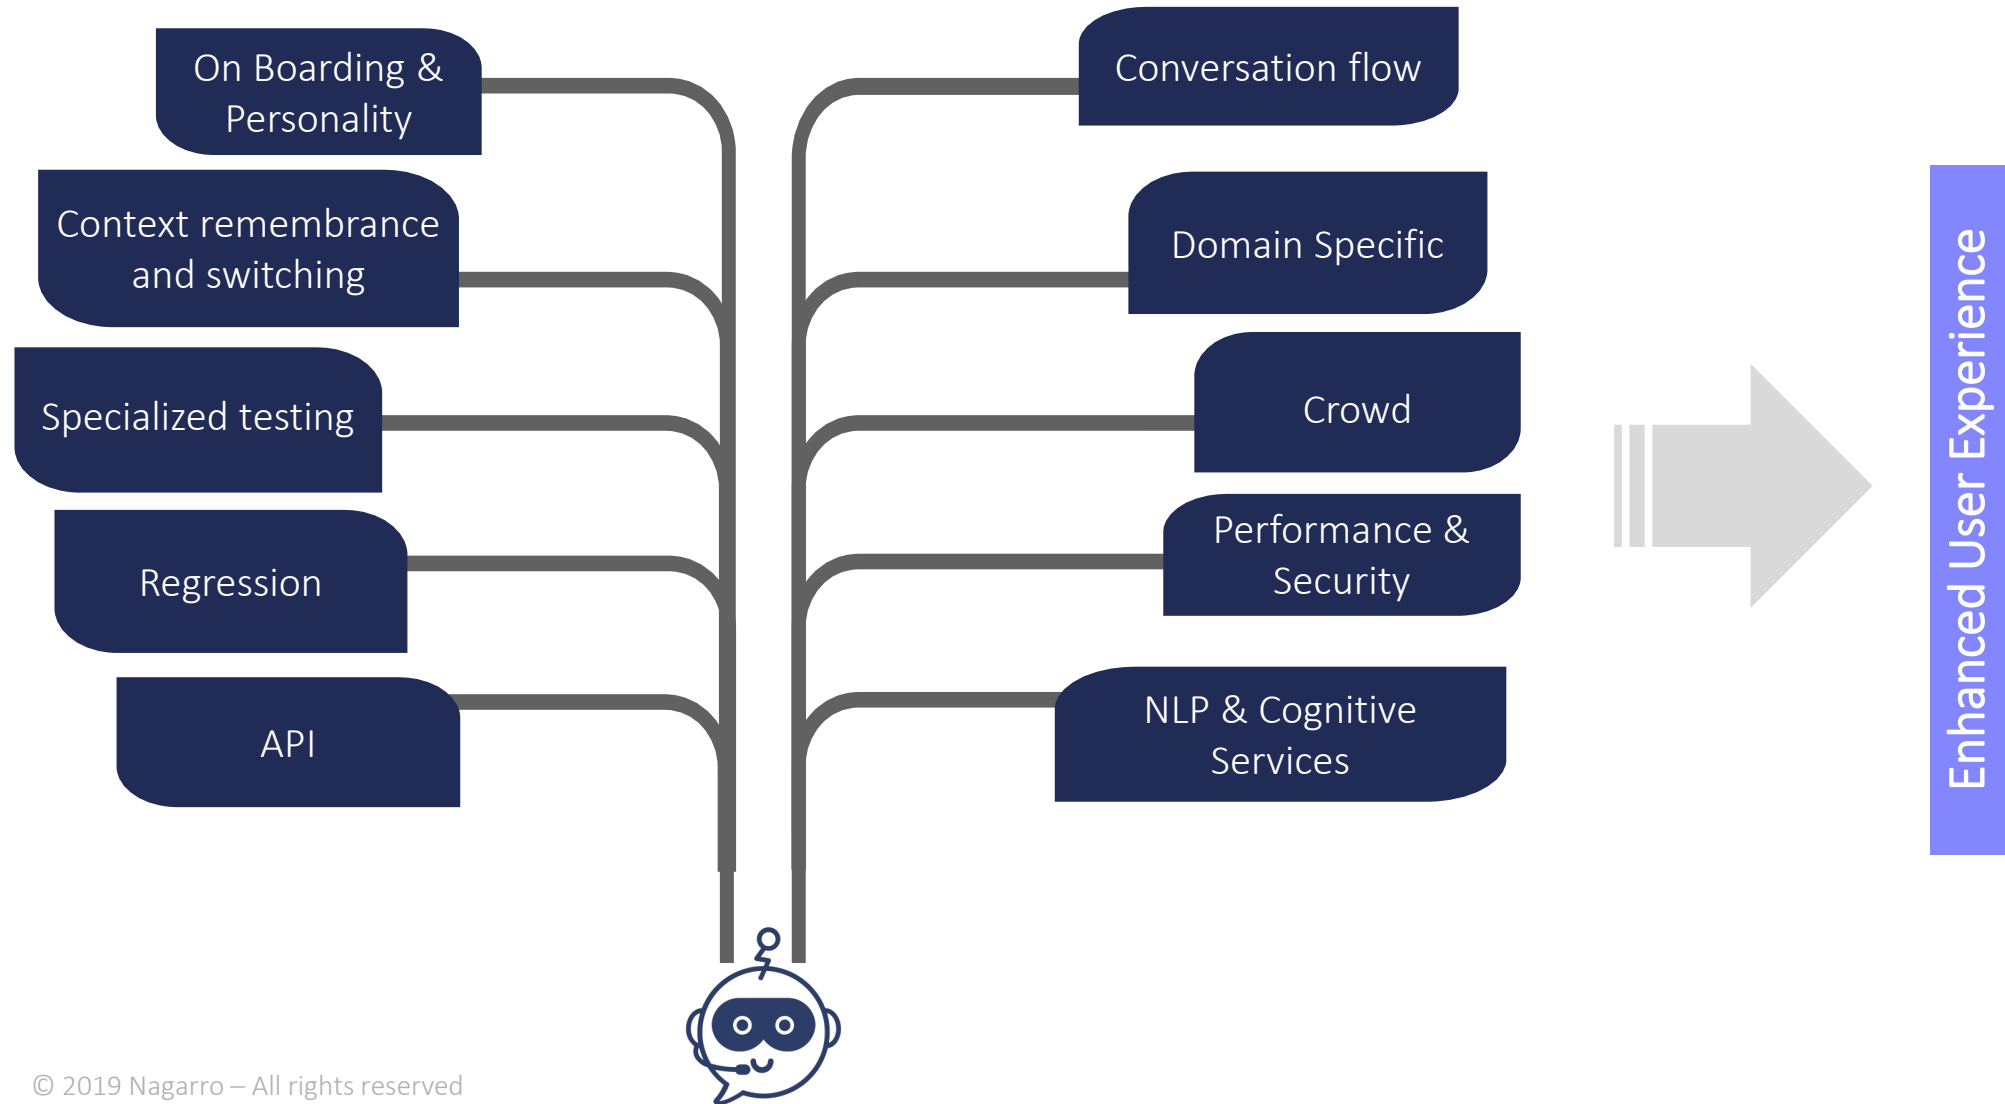 On Boarding &
Personality
Context remembrance
and switching
Specialized testing
Regression
API
Conversation flow
Domain Specific
Crowd
Performance &
Security
NLP & Cognitive
Services
Enhanced User Experience
© 2019 Nagarro – All rights reserved